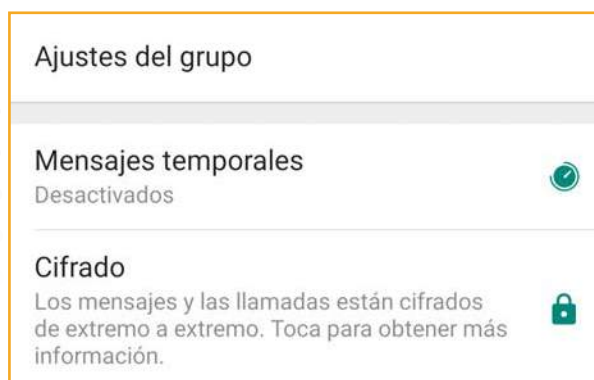 Ajustes del grupo
Mensajes temporales
Desactivados
Cifrado
Los mensajes y las llamadas están cifrados
de extremo a extremo. Toca para obtener más
información.